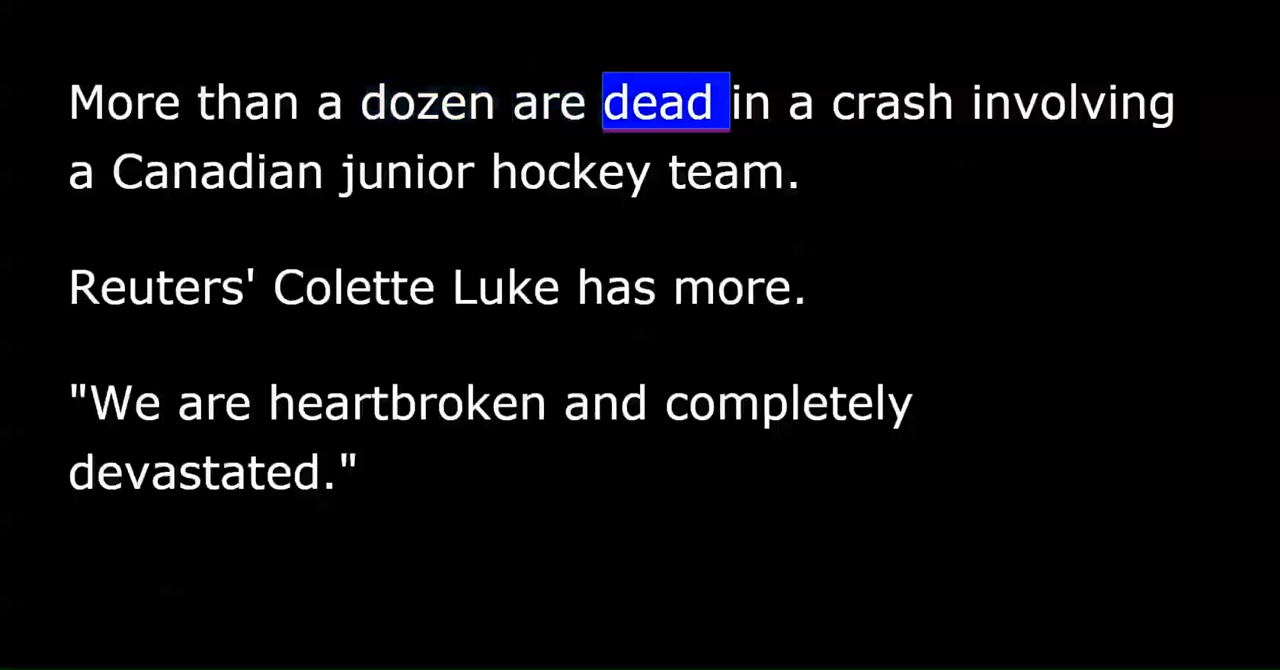 More than a dozen are dead in a crash involving
a Canadian junior hockey team.
Reuters' Colette Luke has more.
"We are heartbroken and completely
devastated."